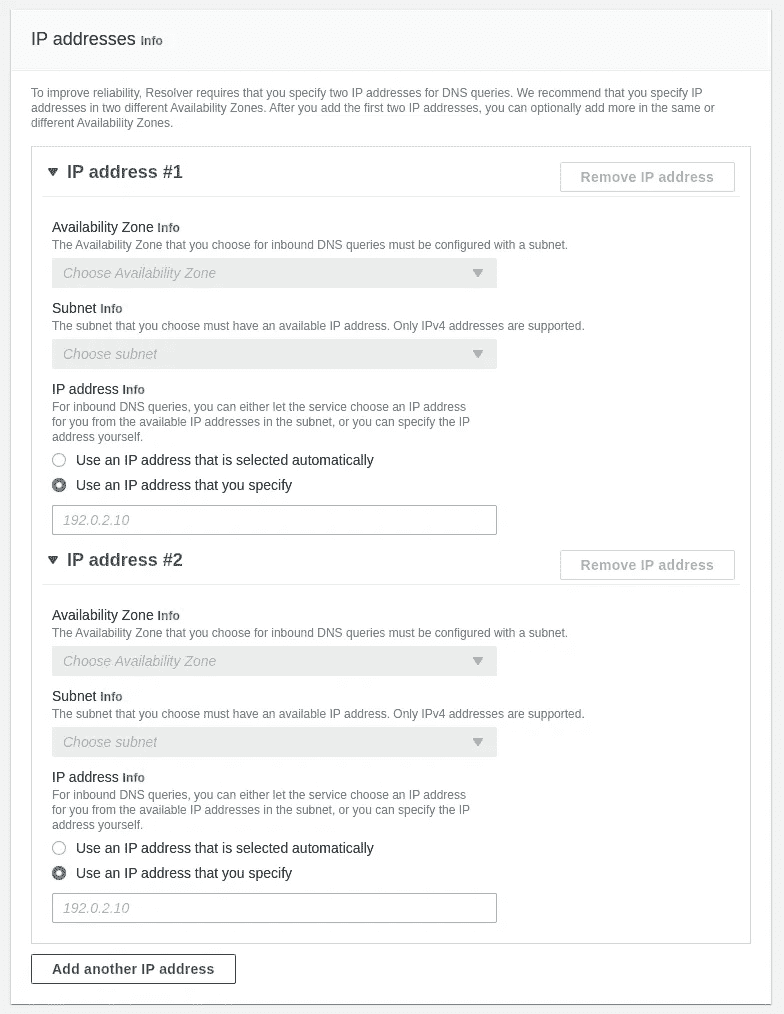 IP addresses Info
To improve reliability, Resolver requires that you specify two IP addresses for DNS queries. We recommend that you specify IP
addresses in two different Availability Zones. After you add the first two IP addresses, you can optionally add more in the same or
different Availability Zones.
IP address #1
Remove IP address
Availability Zone Info
The Availability Zone that you choose for inbound DNS queries must be configured with a subnet.
Choose Availability Zone
Subnet Info
The subnet that you choose must have an available IP address. Only IPv4 addresses are supported.
Choose subnet
IP address Info
For inbound DNS queries, you can either let the service choose an IP address
for you from the available IP addresses in the subnet, or you can specify the IP
address yourself.
Use an IP address that is selected automatically
Use an IP address that you specify
192.0.2.10
IP address #2
Remove IP address
Availability Zone Info
The Availability Zone that you choose for inbound DNS queries must be configured with a subnet.
Choose Availability Zone
Subnet Info
The subnet that you choose must have an available IP address. Only IPv4 addresses are supported.
Choose subnet
IP address Info
For inbound DNS queries, you can either let the service choose an IP address
for you from the available IP addresses in the subnet, or you can specify the IP
address yourself.
Use an IP address that is selected automatically
Use an IP address that you specify
192.0.2.10
Add another IP address